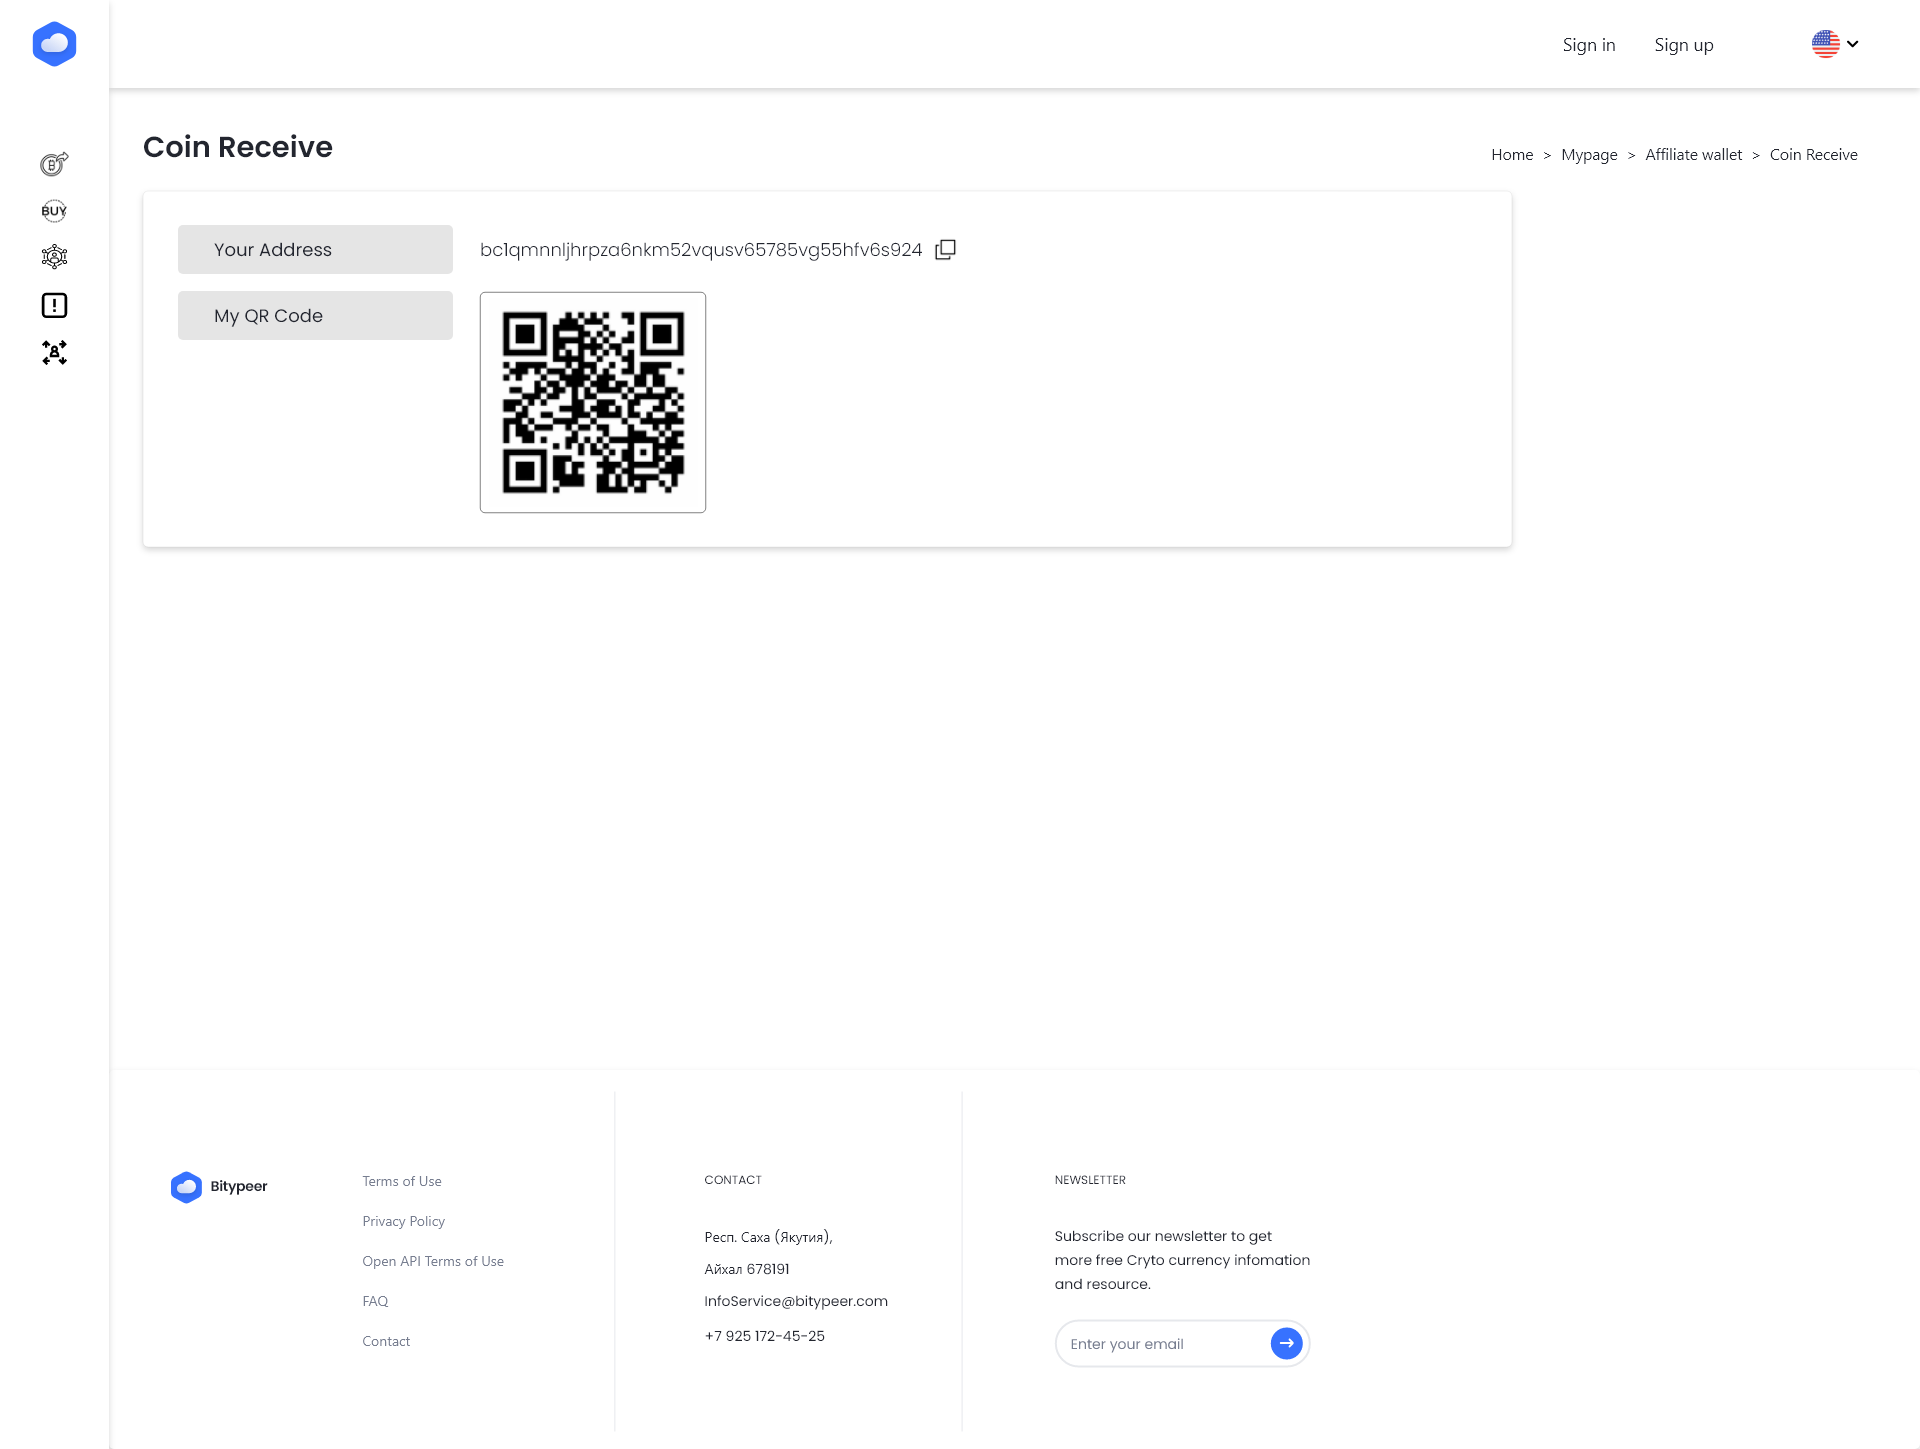 Sign in
Sign up
Coin Receive
Home > Mypage > Affiliate wallet > Coin Receive
BUY
Your Address
bc1qmnnljhrpza6nkm52vqusv65785vg55hfv6s924
My QR Code
Bitypeer
Terms of Use
Privacy Policy
Open API Terms of Use
FAQ
Contact
CONTACT
Респ. Саха (Якутия),
Айхал 678191
InfoService@bitypeer.com
+7 925 172-45-25
NEWSLETTER
Subscribe our newsletter to get
more free Cryto currency infomation
and resource.
Enter your email